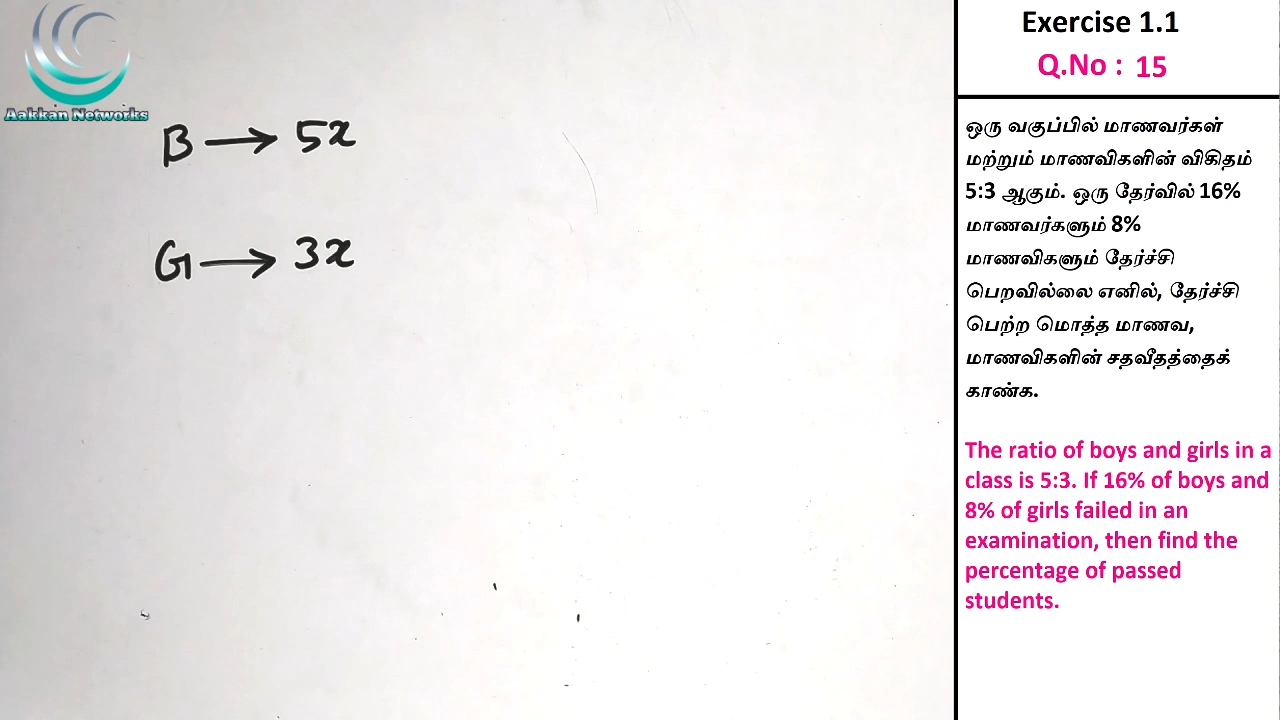 Aakkan Networks
B → 5x
G → 3x
Exercise 1.1
Q.No : 15
ஒரு வகுப்பில் மாணவர்கள்
மற்றும் மாணவிகளின் விகிதம்
5:3 ஆகும். ஒரு தேர்வில் 16%
மாணவர்களும் 8%
மாணவிகளும் தேர்ச்சி
பெறவில்லை எனில், தேர்ச்சி
பெற்ற மொத்த மாணவ,
மாணவிகளின் சதவீதத்தைக்
காண்க.
The ratio of boys and girls in a
class is 5:3. If 16% of boys and
8% of girls failed in an
examination, then find the
percentage of passed
students.